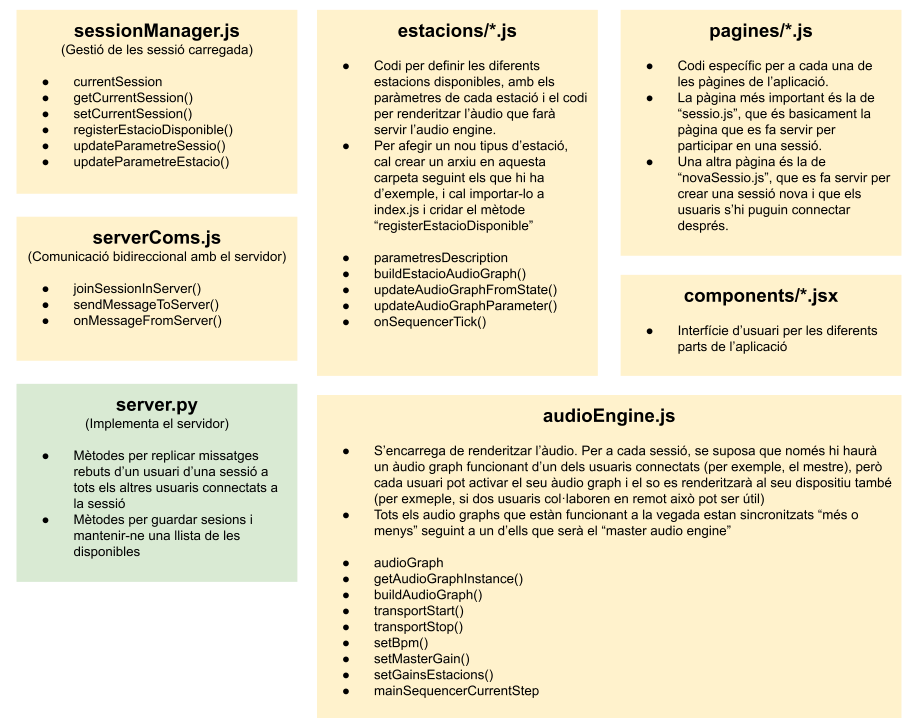 sessionManager.js
(Gestió de les sessió carregada)
● currentSession
● getCurrentSession()
● setCurrentSession()
● registerEstacioDisponible()
● updateParametreSessio()
● updateParametreEstacio()
serverComs.js
(Comunicació bidireccional amb el servidor)
● joinSessionInServer()
● sendMessageToServer()
● onMessageFromServer()
server.py
(Implementa el servidor)
● Mètodes per replicar missatges
rebuts d’un usuari d’una sessió a
tots els altres usuaris connectats a
la sessió
● Mètodes per guardar sesions i
mantenir-ne una llista de les
disponibles
estacions/*.js
● Codi per definir les diferents
estacions disponibles, amb els
paràmetres de cada estació i el codi
per renderitzar l’àudio que farà
servir l’audio engine.
● Per afegir un nou tipus d’estació,
cal crear un arxiu en aquesta
carpeta seguint els que hi ha
d’exemple, i cal importar-lo a
index.js i cridar el mètode
“registerEstacioDisponible”
● parametresDescription
● buildEstacioAudioGraph()
● updateAudioGraphFromState()
● updateAudioGraphParameter()
● onSequencerTick()
pagines/*.js
● Codi específic per a cada una de
les pàgines de l’aplicació.
● La pàgina més important és la de
“sessio.js”, que és basicament la
pàgina que es fa servir per
participar en una sessió.
● Una altra pàgina és la de
“novaSessio.js”, que es fa servir per
crear una sessió nova i que els
usuaris s’hi puguin connectar
després.
components/*.jsx
● Interfície d’usuari per les diferents
parts de l’aplicació
audioEngine.js
● S’encarrega de renderitzar l’àudio. Per a cada sessió, se suposa que només hi haurà
un àudio graph funcionant d’un dels usuaris connectats (per exemple, el mestre), però
cada usuari pot activar el seu àudio graph i el so es renderitzarà al seu dispositiu també
(per exmeple, si dos usuaris col·laboren en remot això pot ser útil)
● Tots els audio graphs que estàn funcionant a la vegada estan sincronitzats “més o
menys” seguint a un d’ells que serà el “master audio engine”
● audioGraph
● getAudioGraphInstance()
● buildAudioGraph()
● transportStart()
● transportStop()
● setBpm()
● setMasterGain()
● setGainsEstacions()
● mainSequencerCurrentStep